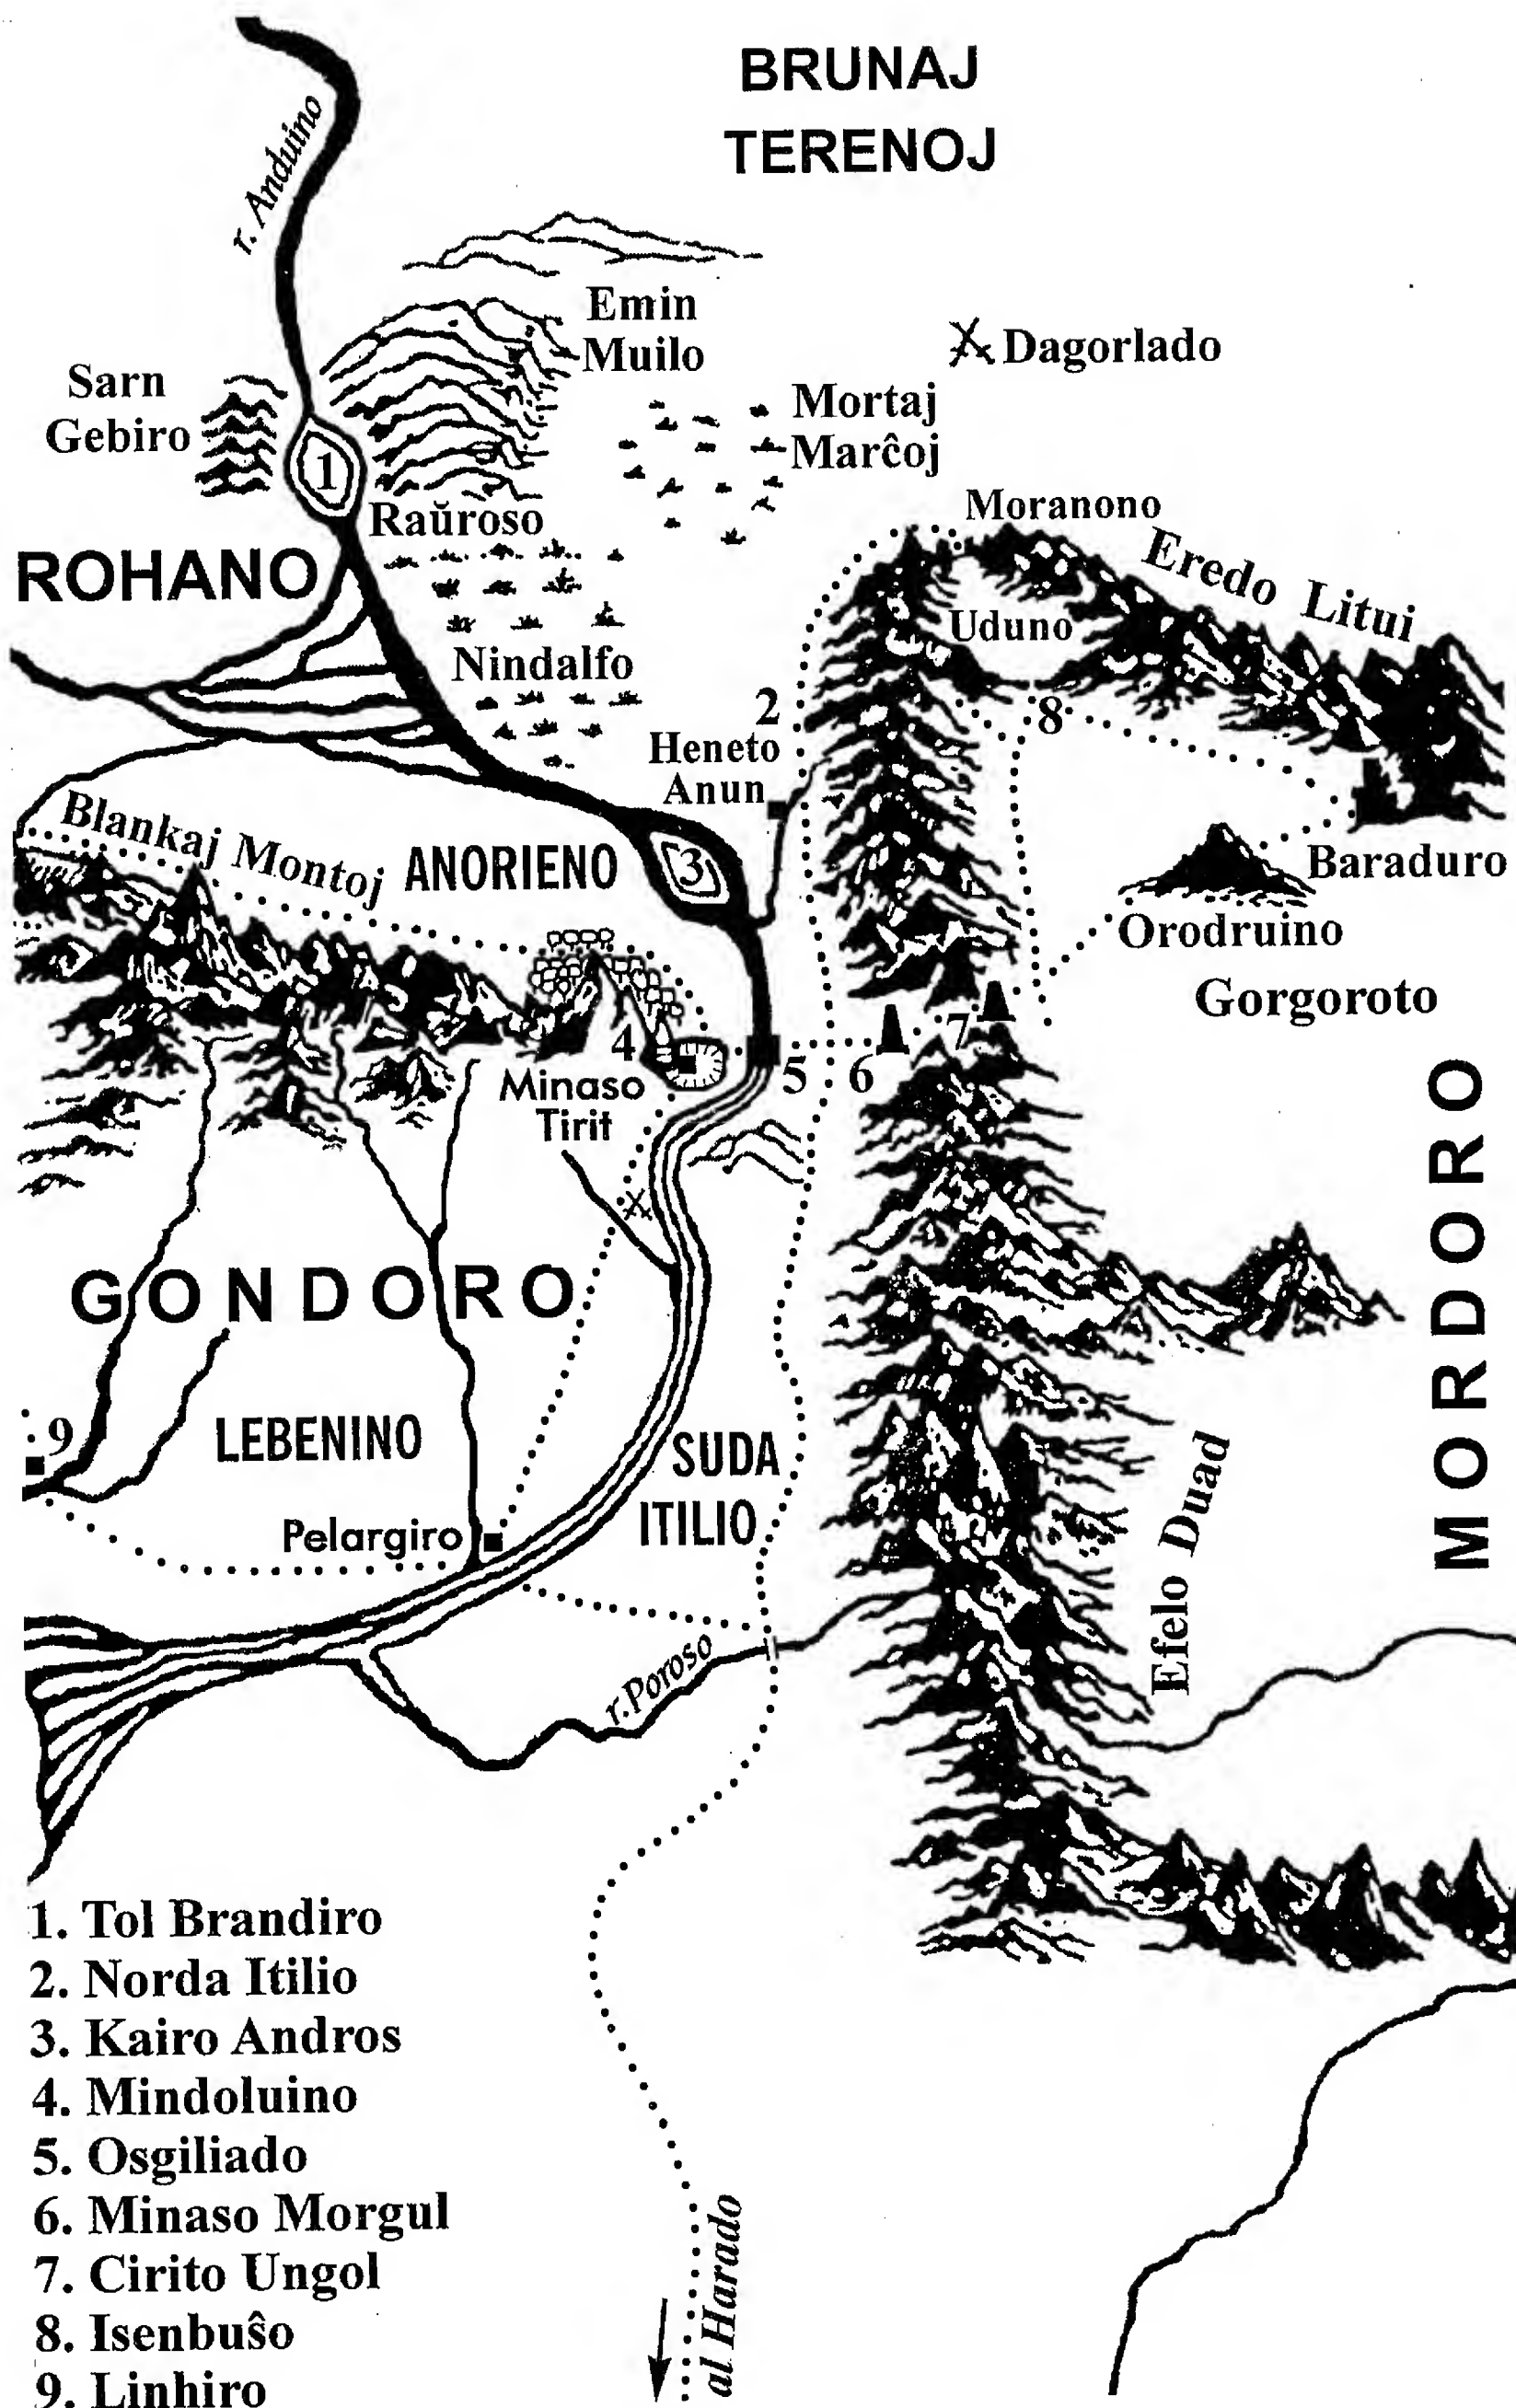 BRUNAJ
TERENOJ
r. Anduino
Emin
Muilo
Dagorlado
Sarn
Gebiro
Mortaj
Marĉoj
1
Moranono
Raŭroso
Eredo Litui
ROHANO
Uduno
Nindalfo
2
8
Heneto
Anun
Blankaj Montoj
ANORIENO
3
Baraduro
Orodruino
Gorgoroto
7
4
5
6
Minaso
Tirit
MORDORO
GONDORO
9
LEBENINO
SUDA
ITILIO
Efelo Duad
Pelargiro
r.Poroso
1. Tol Brandiro
2. Norda Itilio
3. Kairo Andros
4. Mindoluino
5. Osgiliado
6. Minaso Morgul
7. Cirito Ungol
8. Isenbuŝo
9. Linhiro
al Harado